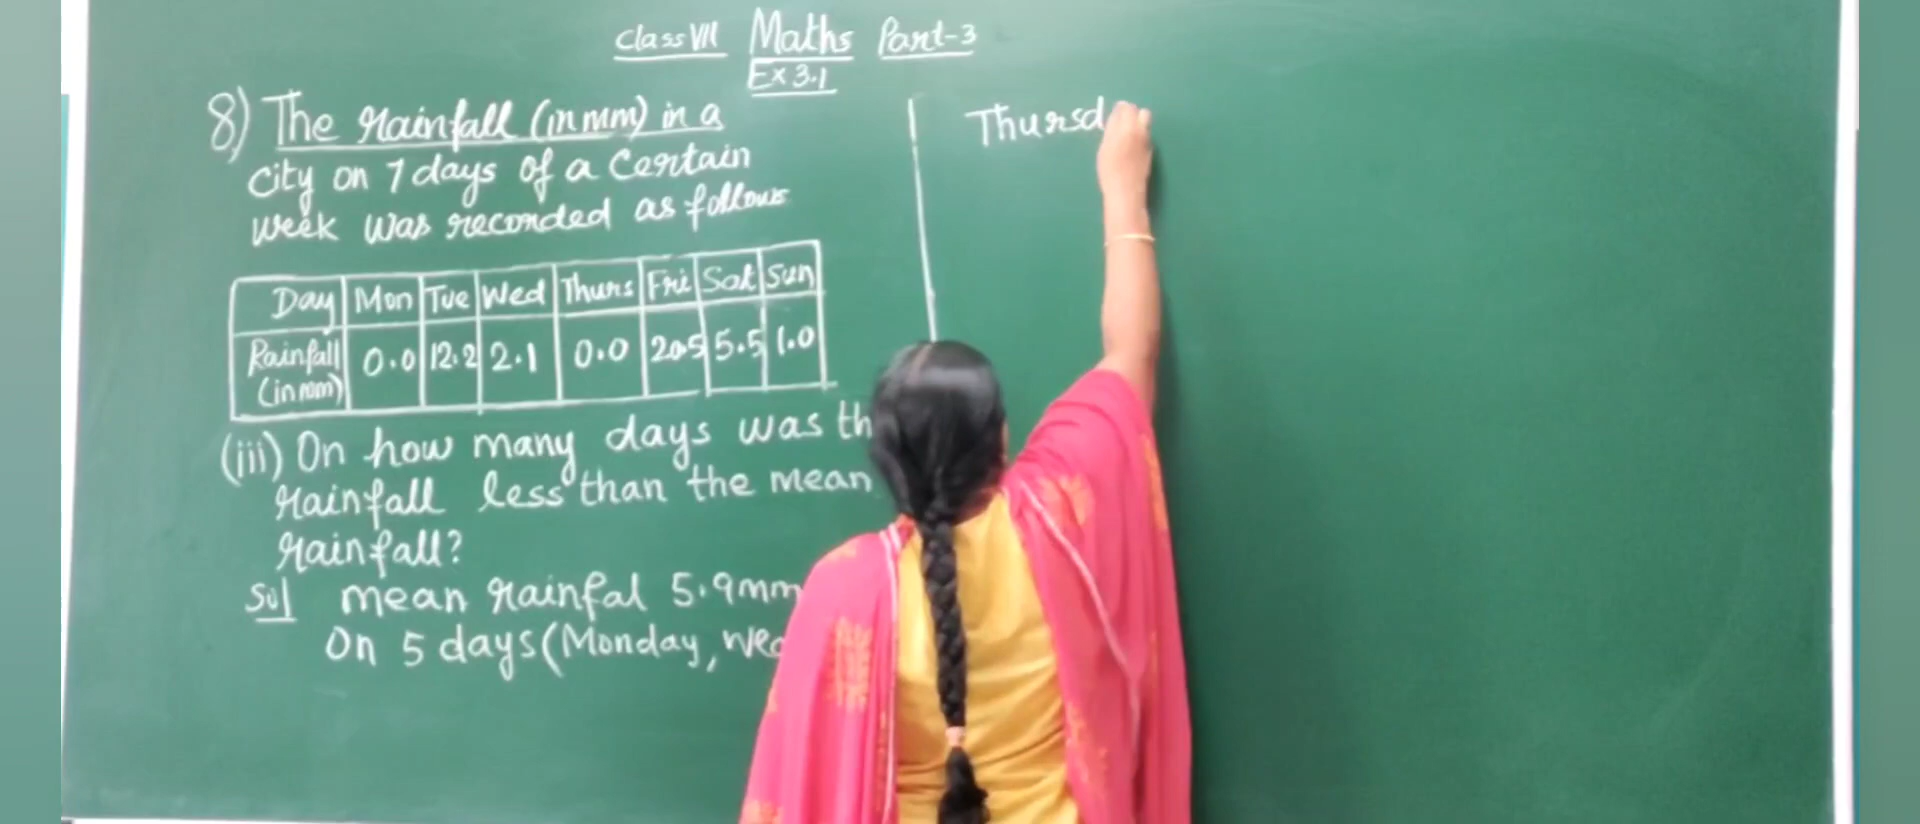 Class VII Maths Part-3
Ex 3.1
8) The rainfall (in mm) in a
city on 7 days of a Certain
week was recorded as follows
Day Mon Tue Wed Thurs Fri Sat Sun
Rainfall (in mm) 0.0 12.2 2.1 0.0 20.5 5.5 1.0
(iii) On how many days was th
rainfall less than the mean
rainfall?
Sol mean rainfal 5.9mm
On 5 days (Monday, Wed
Thursd